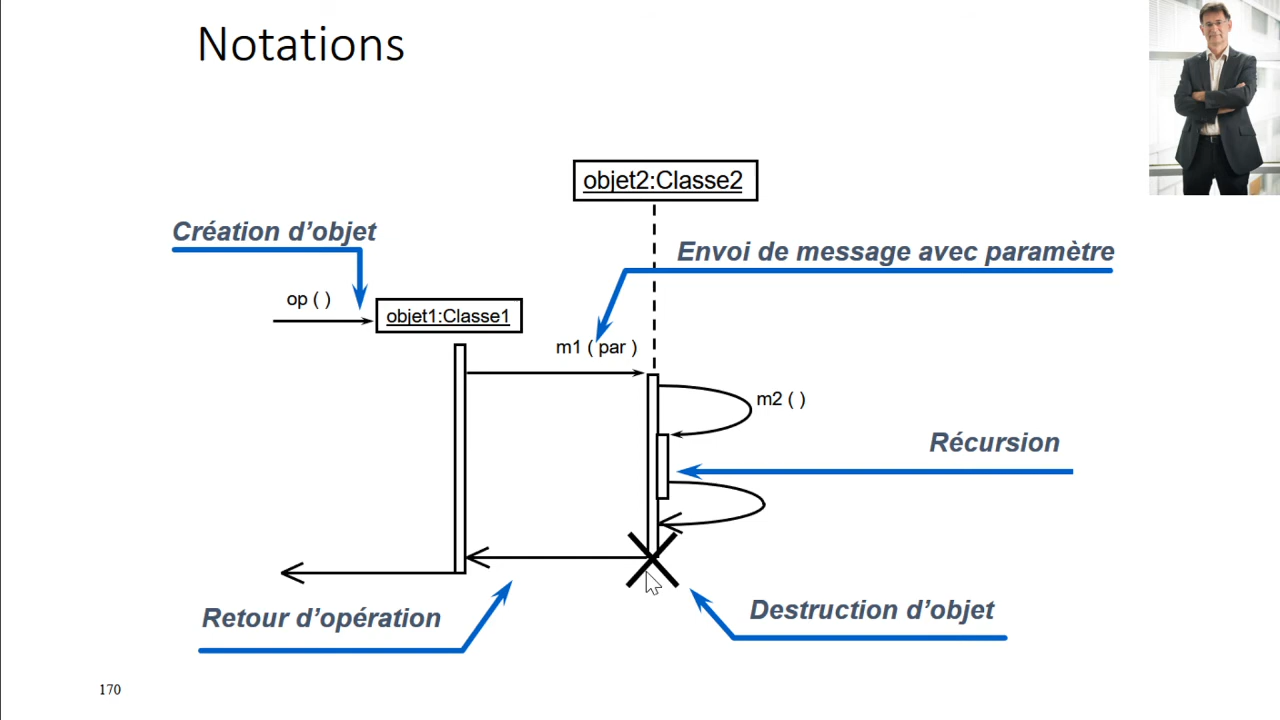 Notations
objet2:Classe2
Création d’objet
Envoi de message avec paramètre
op ( )
objet1:Classe1
m1 ( par )
m2 ( )
Récursion
Retour d’opération
Destruction d’objet
170